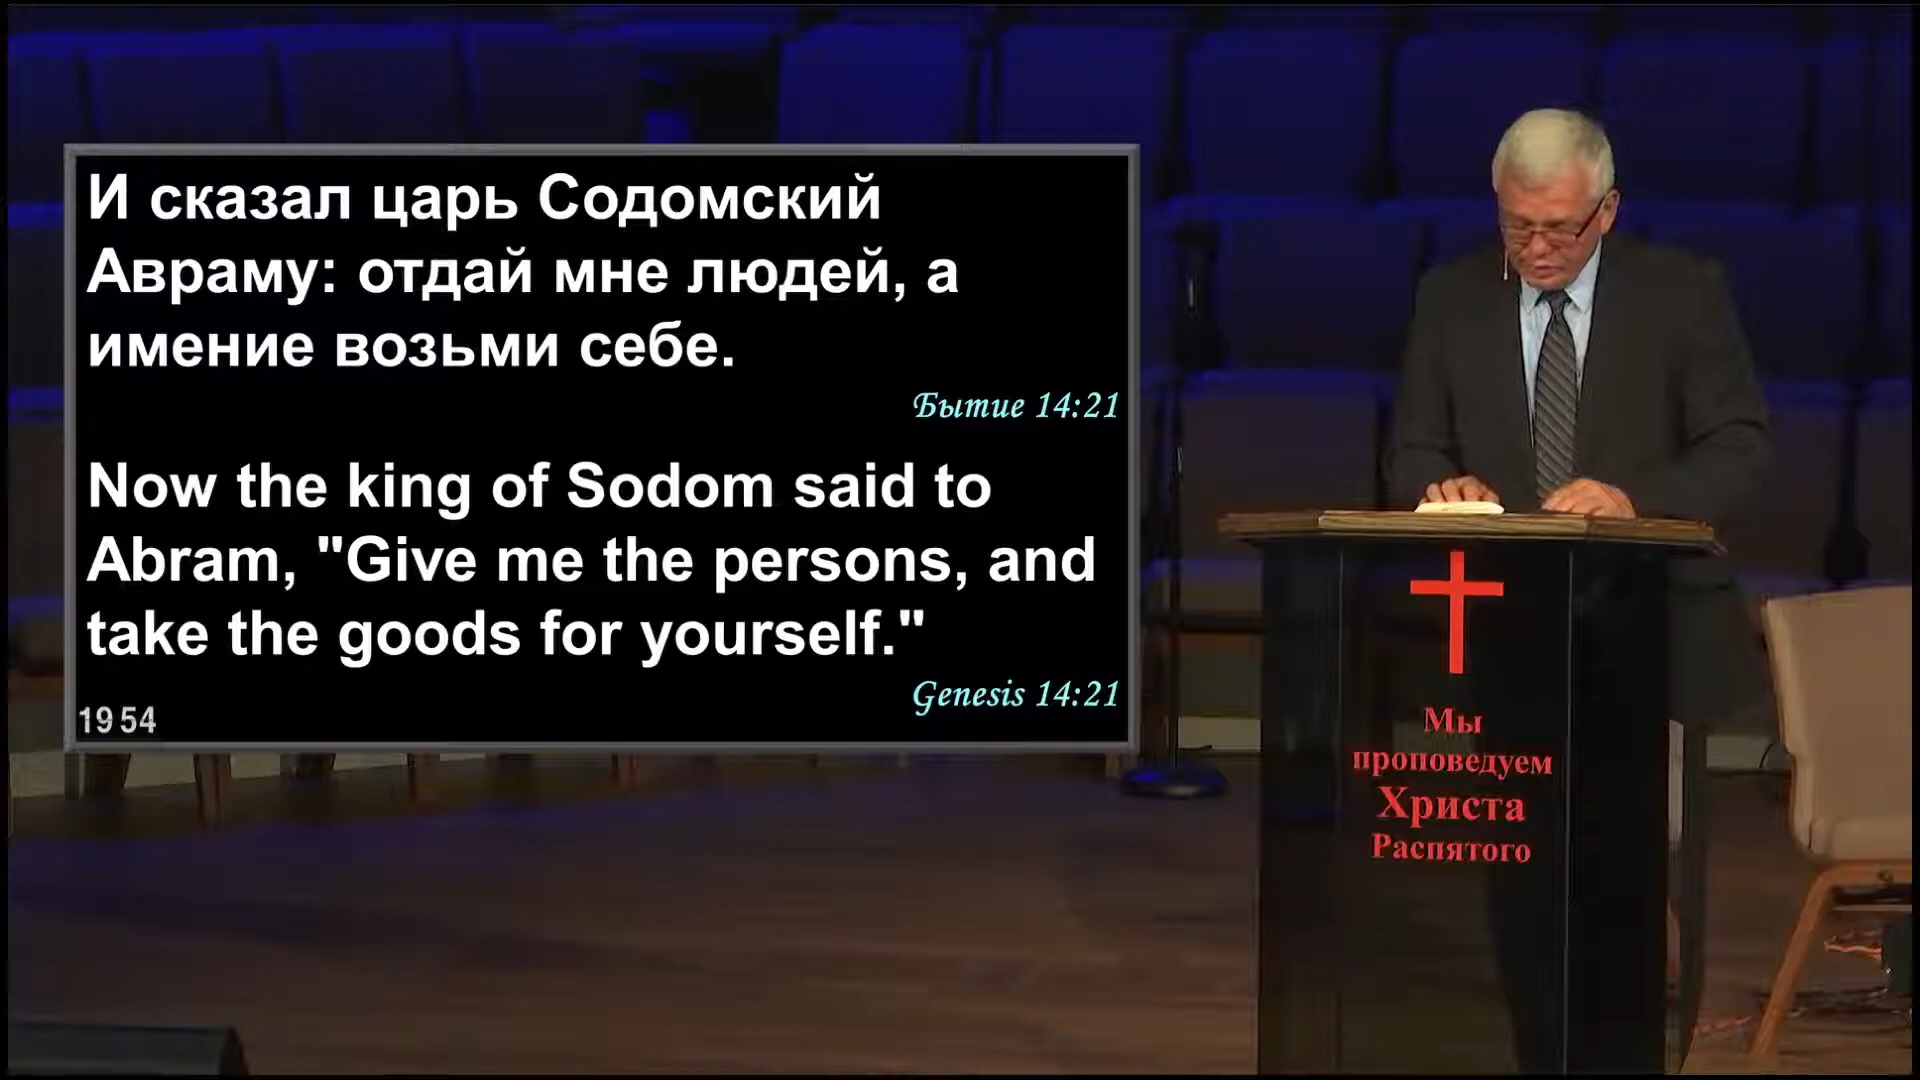 И сказал царь Содомский
Авраму: отдай мне людей, а
имение возьми себе.
Бытие 14:21
Now the king of Sodom said to
Abram, "Give me the persons, and
take the goods for yourself."
Genesis 14:21
19 54
Мы
проповедуем
Христа
Распятого